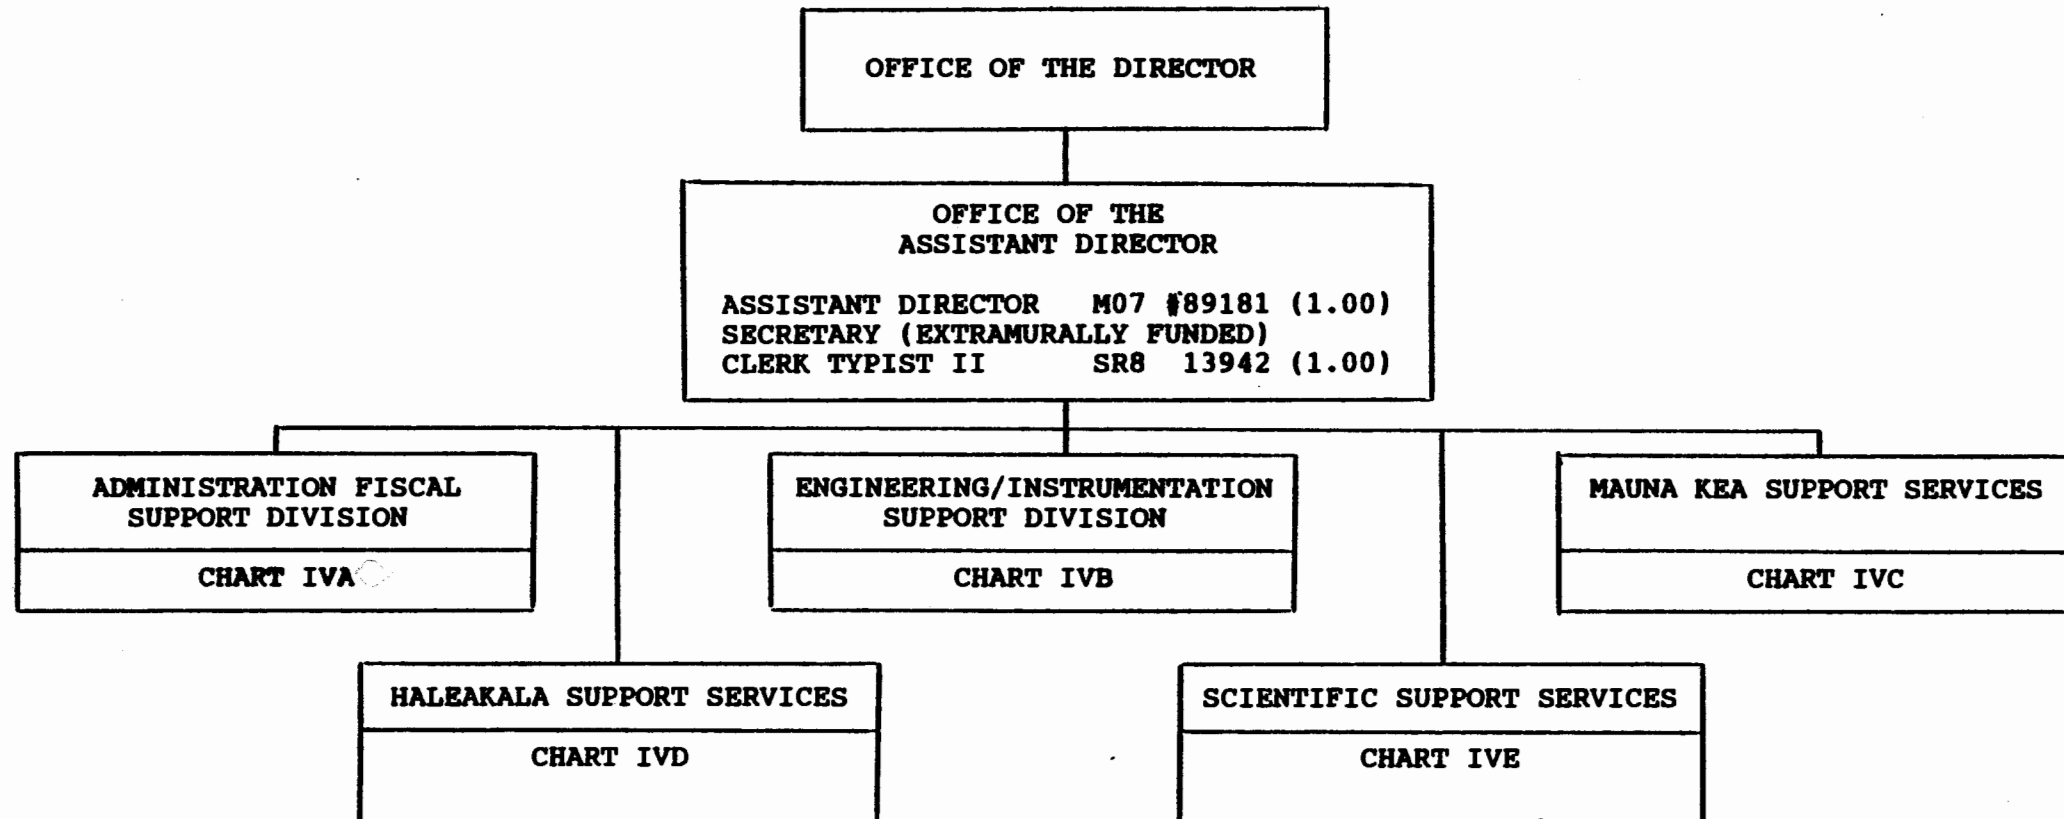 OFFICE OF THE DIRECTOR
OFFICE OF THE
ASSISTANT DIRECTOR
ASSISTANT DIRECTOR M07 #89181 (1.00)
SECRETARY (EXTRAMURALLY FUNDED)
CLERK TYPIST II SR8 13942 (1.00)
ADMINISTRATION FISCAL
SUPPORT DIVISION
CHART IVA
ENGINEERING/INSTRUMENTATION
SUPPORT DIVISION
CHART IVB
MAUNA KEA SUPPORT SERVICES
CHART IVC
HALEAKALA SUPPORT SERVICES
CHART IVD
SCIENTIFIC SUPPORT SERVICES
CHART IVE